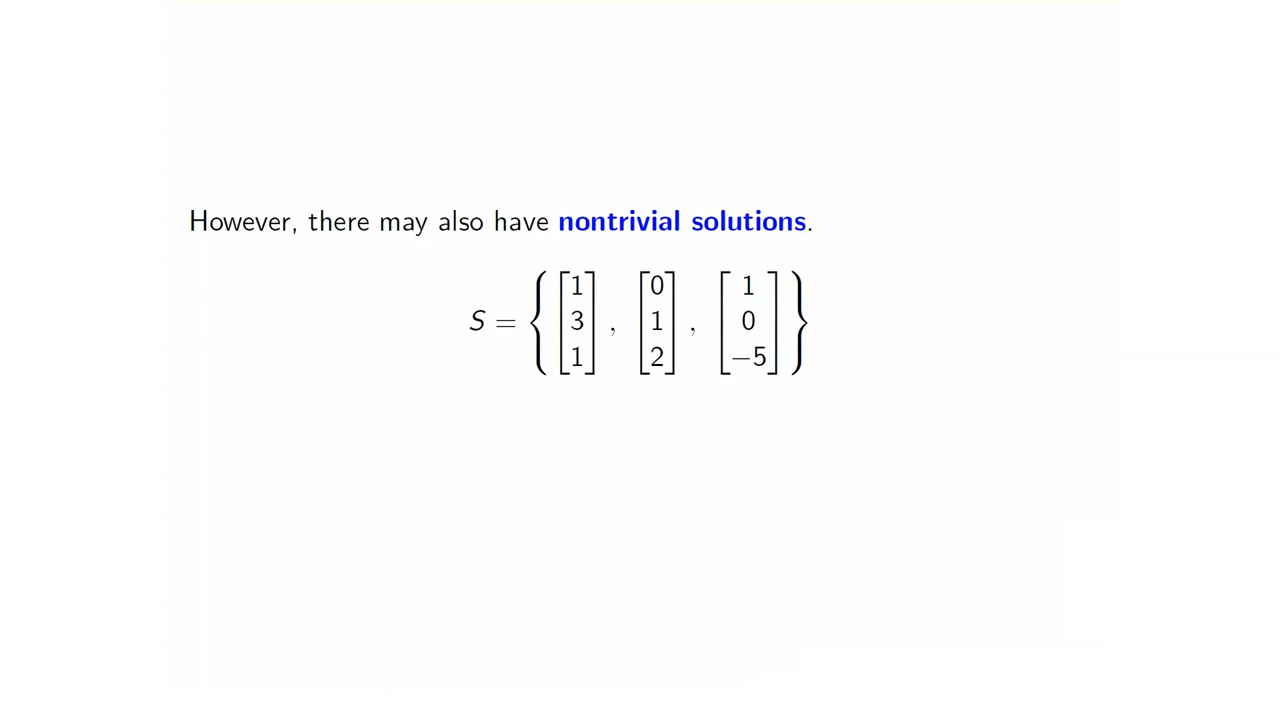 However, there may also have nontrivial solutions.
S = { [1 3 1], [0 1 2], [1 0 −5] }